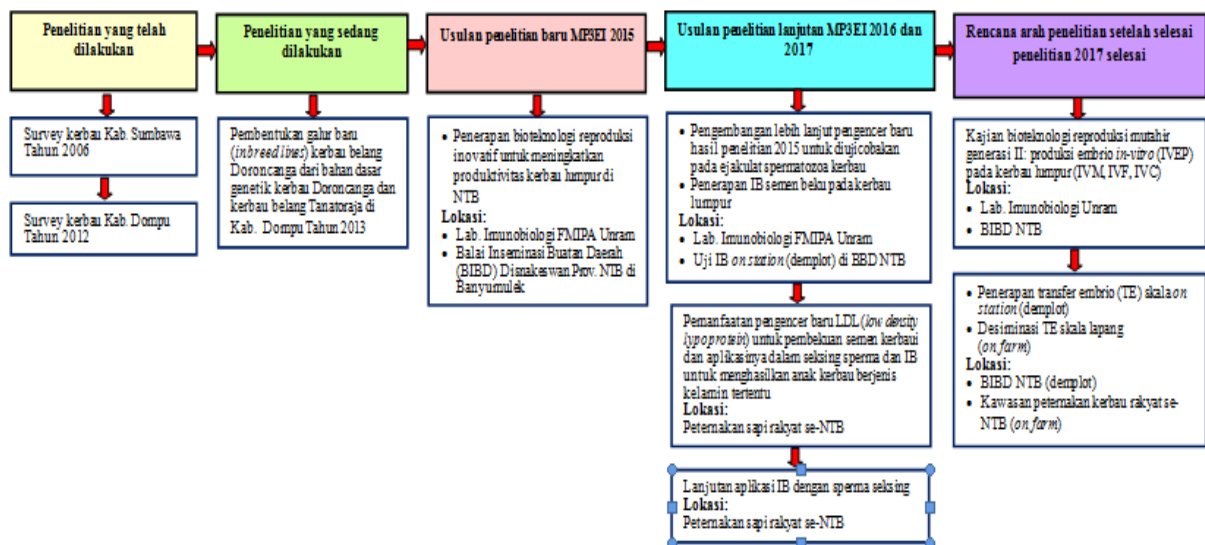 Penelitian yang telah
dilakukan
Penelitian yang sedang
dilakukan
Usulan penelitian baru MP3EI 2015
Usulan penelitian lanjutan MP3EI 2016 dan
2017
Rencana arah penelitian setelah selesai
penelitian 2017 selesai
Survey kerbau Kab. Sumbawa
Tahun 2006
Survey kerbau Kab. Dompu
Tahun 2012
Pembentukan galur baru
(inbreed lines) kerbau belang
Doroncanga dari bahan dasar
genetik kerbau Doroncanga dan
kerbau belang Tanatoraja di
Kab. Dompu Tahun 2013
• Penerapan bioteknologi reproduksi
inovatif untuk meningkatkan
produktivitas kerbau lumpur di
NTB
Lokasi:
• Lab. Imunobiologi FMIPA Unram
• Balai Inseminasi Buatan Daerah
(BIBD) Disnakeswan Prov. NTB di
Banyumulek
• Pengembangan lebih lanjut pengencer baru
hasil penelitian 2015 untuk diujicobakan
pada ejakulat spermatozoa kerbau
• Penerapan IB semen beku pada kerbau
lumpur
Lokasi:
• Lab. Imunobiologi FMIPA Unram
• Uji IB on station (demplot) di BBD NTB
Pemanfaatan pengencer baru LDL (low density
lypoprotein) untuk pembekuan semen kerbaui
dan aplikasinya dalam seksing sperma dan IB
untuk menghasilkan anak kerbau berjenis
kelamin tertentu
Lokasi:
Peternakan sapi rakyat se-NTB
Lanjutan aplikasi IB dengan sperma seksing
Lokasi:
Peternakan sapi rakyat se-NTB
Kajian bioteknologi reproduksi mutahir
generasi II: produksi embrio in-vitro (IVEP)
pada kerbau lumpur (IVM, IVF, IVC)
Lokasi:
• Lab. Imunobiologi Unram
• BIBD NTB
• Penerapan transfer embrio (TE) skala on
station (demplot)
• Desiminasi TE skala lapang
(on farm)
Lokasi:
• BIBD NTB (demplot)
• Kawasan peternakan kerbau rakyat se-
NTB (on farm)